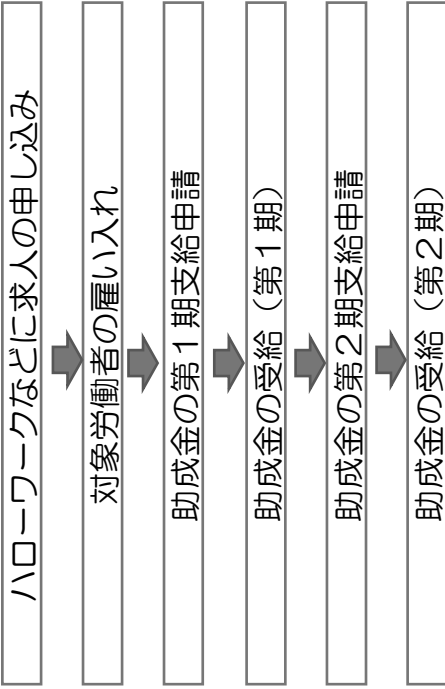 ハローワークなどに求人の申し込み
対象労働者の雇い入れ
助成金の第1期支給申請
助成金の受給（第1期）
助成金の第2期支給申請
助成金の受給（第2期）